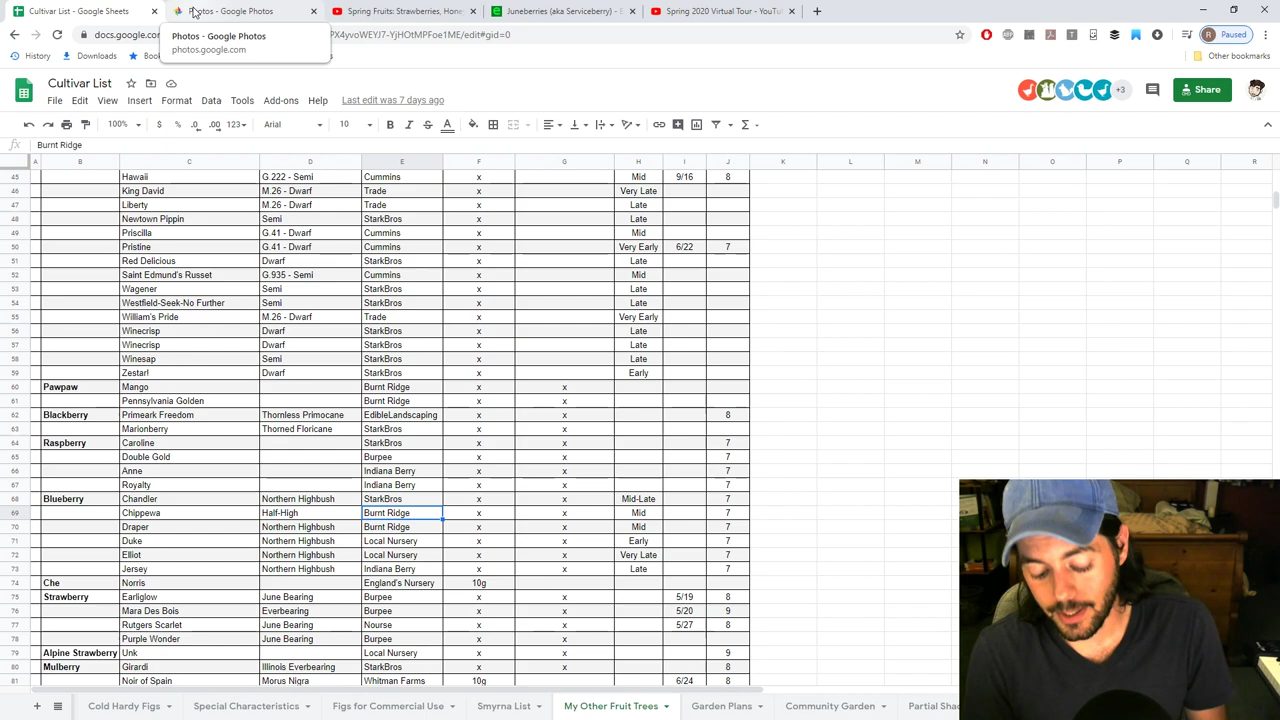 Cultivar List - Google Sheets
Photos - Google Photos
Spring Fruits: Strawberries, Hone
Juneberries (aka Serviceberry) - E
Spring 2020 Virtual Tour - YouTu
docs.google.com
PX4yvoWEYJ7-YjHOtMPFoe1ME/edit#gid=0
Paused
Photos - Google Photos
photos.google.com
History
Downloads
Other bookmarks
Cultivar List
File Edit View Insert Format Data Tools Add-ons Help Last edit was 7 days ago
+3
Share
100% $ % .0 .00 123 Arial 10
fx Burnt Ridge
A B C D E F G H I J K L M N O P Q R
45 Hawaii G.222 - Semi Cummins x Mid 9/16 8
46 King David M.26 - Dwarf Trade x Very Late
47 Liberty M.26 - Dwarf Trade x Late
48 Newtown Pippin Semi StarkBros x Late
49 Priscilla G.41 - Dwarf Cummins x Mid
50 Pristine G.41 - Dwarf Cummins x Very Early 6/22 7
51 Red Delicious Dwarf StarkBros x Late
52 Saint Edmund's Russet G.935 - Semi Cummins x Mid
53 Wagener Semi StarkBros x Late
54 Westfield-Seek-No Further Semi StarkBros x Late
55 William's Pride M.26 - Dwarf Trade x Very Early
56 Winecrisp Dwarf StarkBros x Late
57 Winecrisp Dwarf StarkBros x Late
58 Winesap Semi StarkBros x Late
59 Zestar! Dwarf StarkBros x Early
60 Pawpaw Mango Burnt Ridge x x
61 Pennsylvania Golden Burnt Ridge x x
62 Blackberry Primeark Freedom Thornless Primocane EdibleLandscaping x x 8
63 Marionberry Thorned Floricane StarkBros x x
64 Raspberry Caroline StarkBros x x 7
65 Double Gold Burpee x x 7
66 Anne Indiana Berry x x 7
67 Royalty Indiana Berry x x 7
68 Blueberry Chandler Northern Highbush StarkBros x x Mid-Late 7
69 Chippewa Half-High Burnt Ridge x x Mid 7
70 Draper Northern Highbush Burnt Ridge x x Mid 7
71 Duke Northern Highbush Local Nursery x x Early 7
72 Elliot Northern Highbush Local Nursery x x Very Late 7
73 Jersey Northern Highbush Local Nursery x x Late 7
74 Che Norris England's Nursery 10g
75 Strawberry Earliglow June Bearing Burpee x x 5/19 8
76 Mara Des Bois Everbearing Burpee x x 5/20 9
77 Rutgers Scarlet June Bearing Nourse x x 5/27 8
78 Purple Wonder June Bearing Burpee x x
79 Alpine Strawberry Unk Local Nursery x x 9
80 Mulberry Girardi Illinois Everbearing StarkBros x x 8
81 Noir of Spain Morus Nigra Whitman Farms 10g 6/24 8
Cold Hardy Figs Special Characteristics Figs for Commercial Use Smyrna List My Other Fruit Trees Garden Plans Community Garden Partial Shad